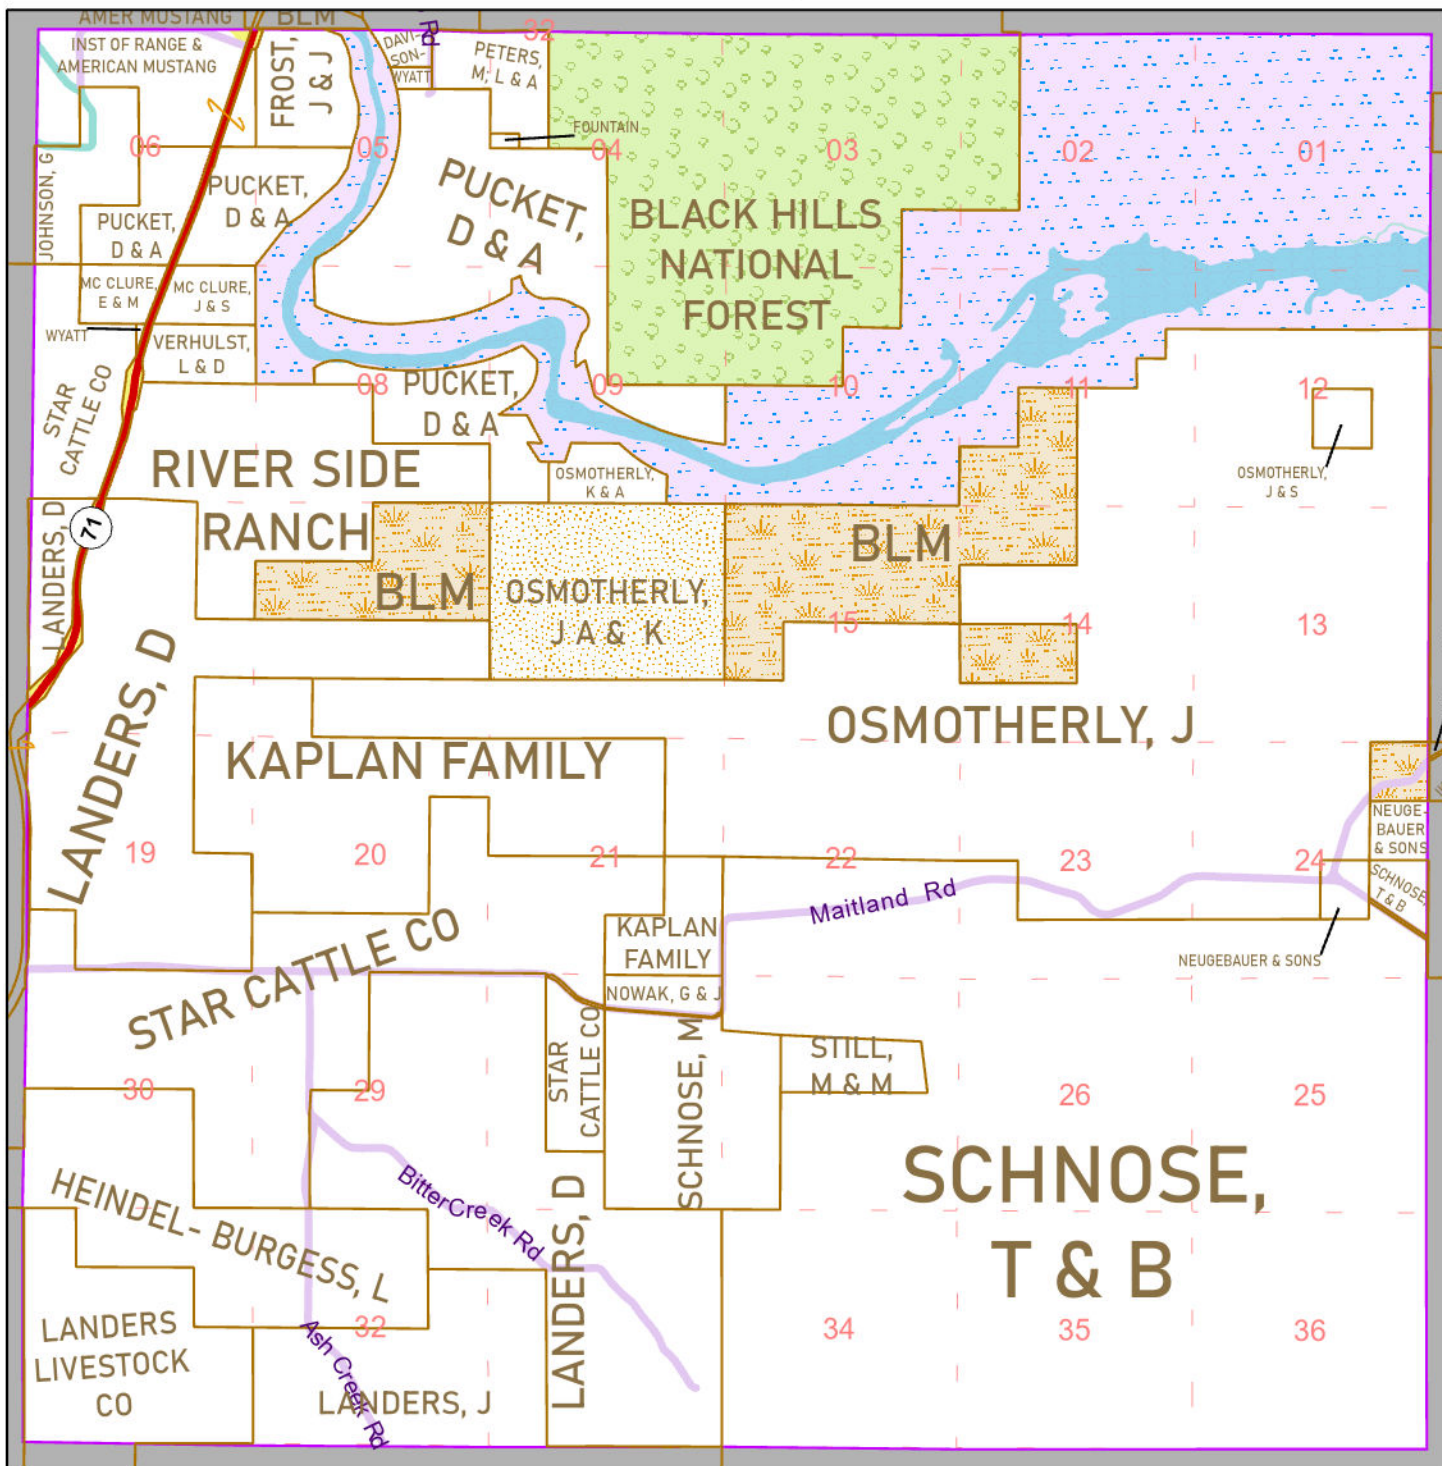 AMER MUSTANG
BLM
32
Rd
INST OF RANGE &
AMERICAN MUSTANG
FROST,
J & J
DAVI-
SON-
WYATT
PETERS,
M; L & A
FOUNTAIN
06
05
04
03
02
01
JOHNSON, G
PUCKET,
D & A
PUCKET,
D & A
PUCKET,
D & A
BLACK HILLS
NATIONAL
FOREST
MC CLURE,
E & M
MC CLURE,
J & S
WYATT
VERHULST,
L & D
STAR
CATTLE CO
08
09
10
11
12
PUCKET,
D & A
OSMOTHERLY,
K & A
OSMOTHERLY,
J & S
RIVER SIDE
RANCH
71
LANDERS, D
BLM
OSMOTHERLY,
J A & K
BLM
15
14
13
LANDERS, D
KAPLAN FAMILY
OSMOTHERLY, J
NEUGE-
BAUER
& SONS
19
20
21
22
23
24
SCHNOSE,
T & B
Maitland Rd
KAPLAN
FAMILY
NEUGEBAUER & SONS
STAR CATTLE CO
NOWAK, G & J
STAR
CATTLE CO
SCHNOSE, M
STILL,
M & M
30
29
26
25
HEINDEL- BURGESS, L
BitterCreek Rd
LANDERS, D
SCHNOSE,
T & B
LANDERS
LIVESTOCK
CO
32
34
35
36
Ash Creek Rd
LANDERS, J